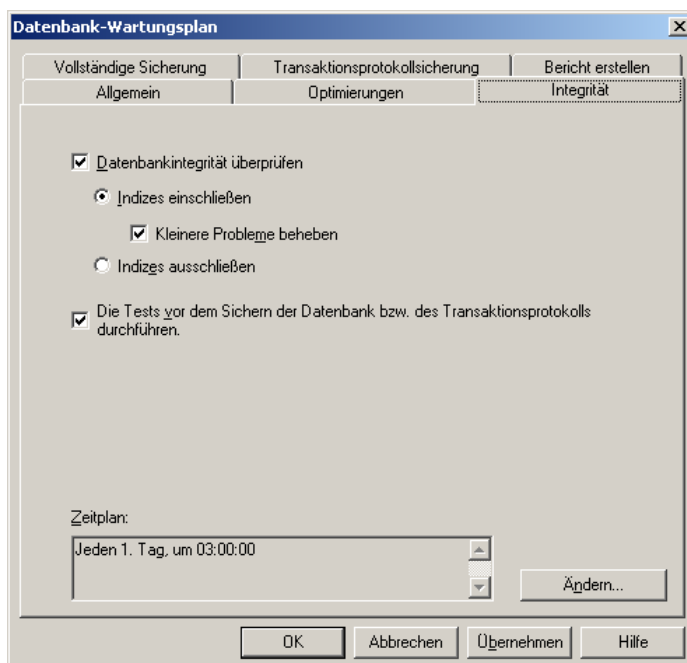 Datenbank-Wartungsplan
Vollständige Sicherung
Transaktionsprotokollsicherung
Bericht erstellen
Allgemein
Optimierungen
Integrität
Datenbankintegrität überprüfen
Indizes einschließen
Kleinere Probleme beheben
Indizes ausschließen
Die Tests vor dem Sichern der Datenbank bzw. des Transaktionsprotokolls
durchführen.
Zeitplan:
Jeden 1. Tag, um 03:00:00
Ändern...
OK
Abbrechen
Übernehmen
Hilfe